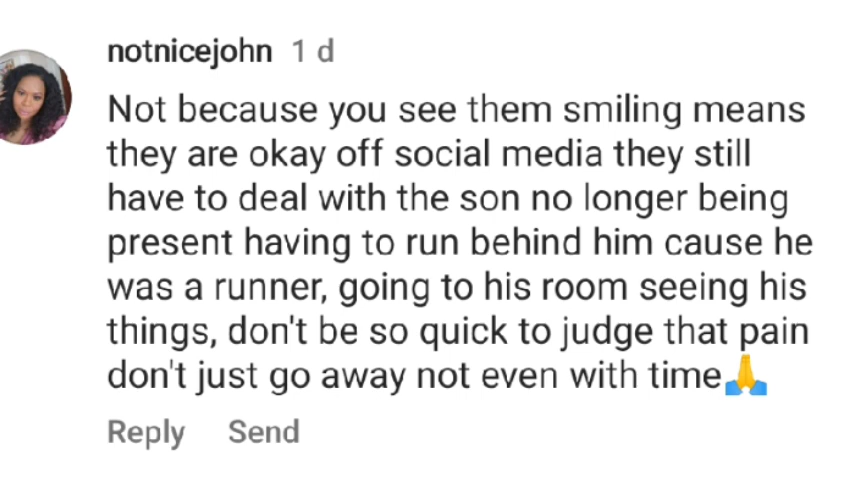 notnicejohn 1 d
Not because you see them smiling means
they are okay off social media they still
have to deal with the son no longer being
present having to run behind him cause he
was a runner, going to his room seeing his
things, don't be so quick to judge that pain
don't just go away not even with time🙏
Reply Send